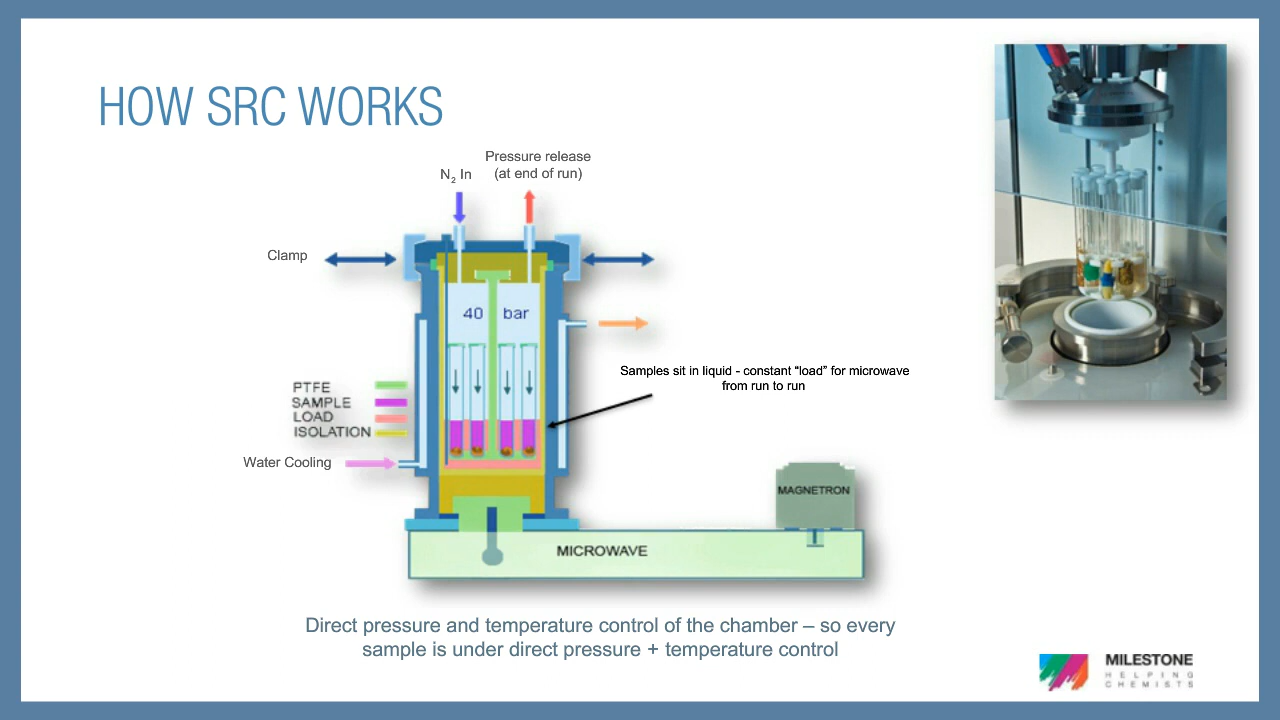 HOW SRC WORKS
Pressure release
(at end of run)
N2 In
Clamp
40 bar
Samples sit in liquid - constant “load” for microwave
from run to run
PTFE
SAMPLE
LOAD
ISOLATION
Water Cooling
MAGNETRON
MICROWAVE
Direct pressure and temperature control of the chamber – so every
sample is under direct pressure + temperature control
MILESTONE
HELPING
CHEMISTS